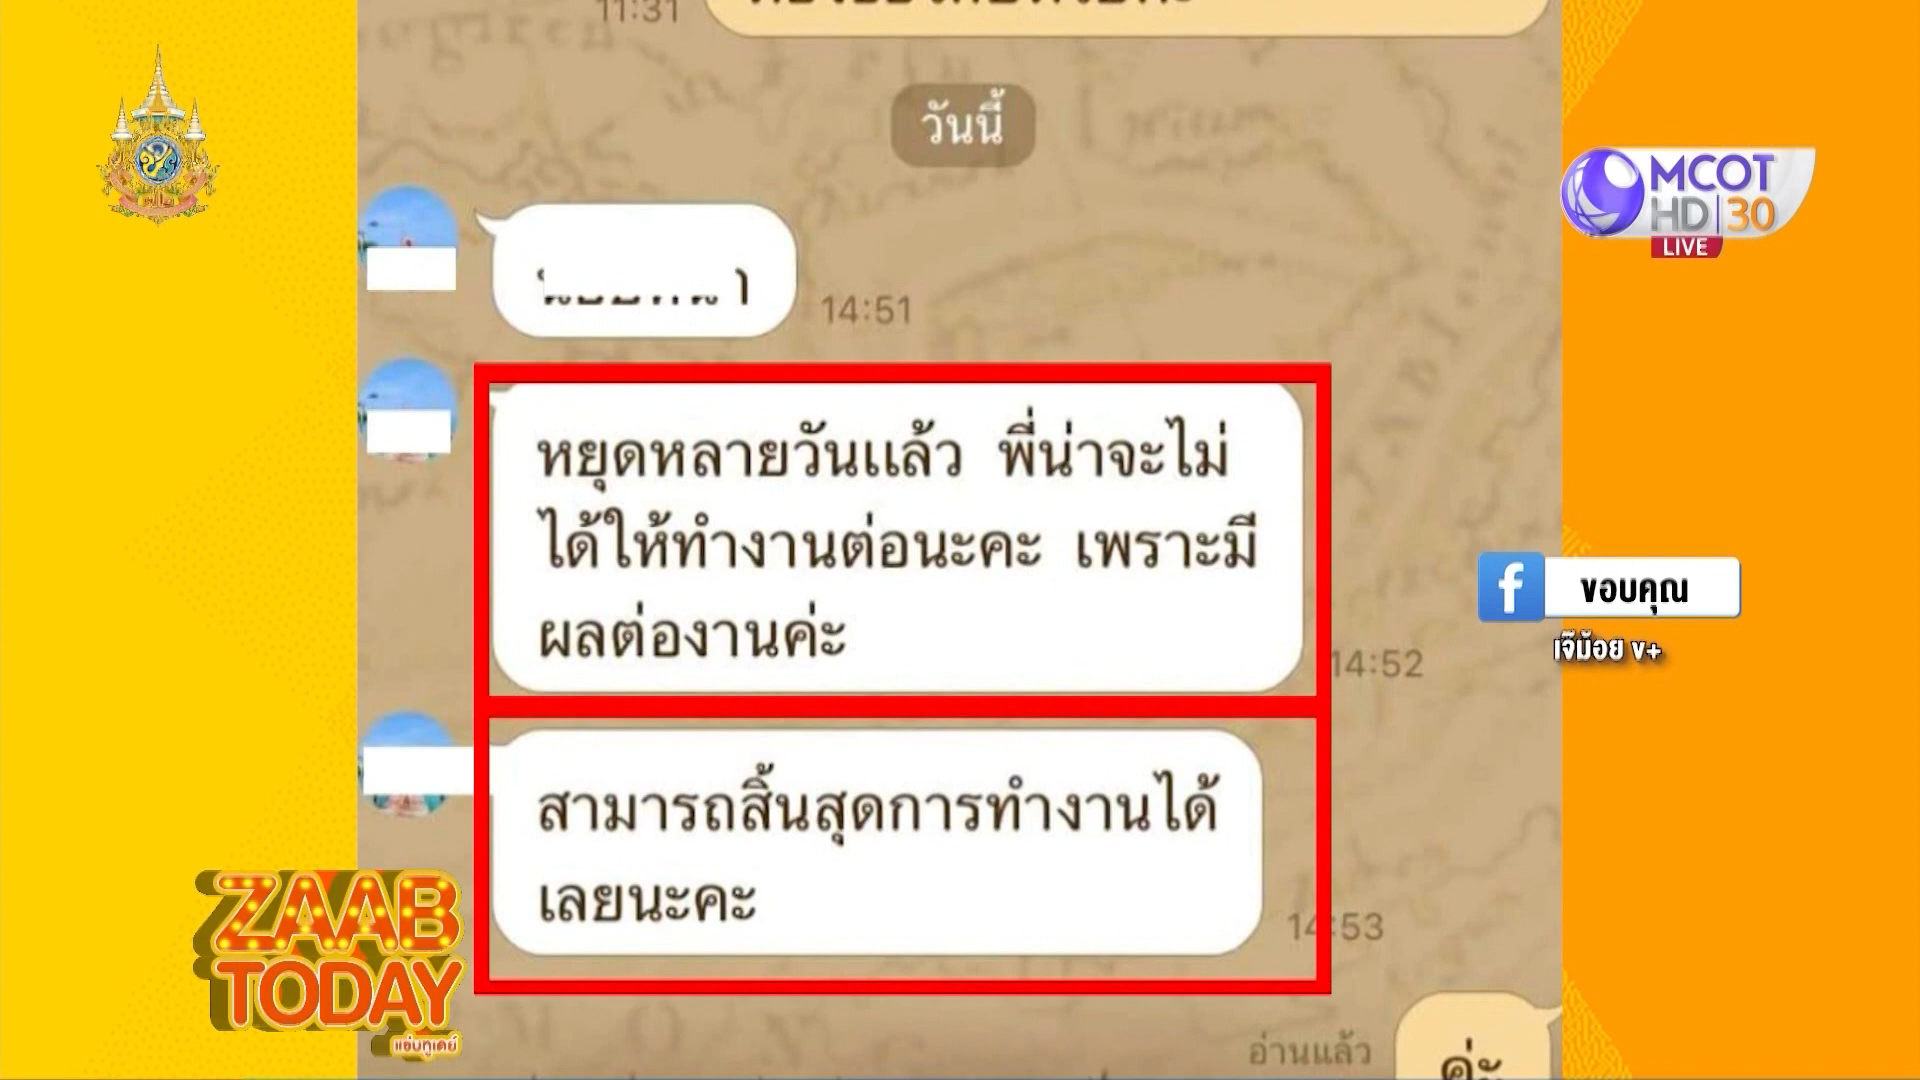 11:31
วันนี้
14:51
หยุดหลายวันแล้ว พี่น่าจะไม่
ได้ให้ทำงานต่อนะคะ เพราะมี
ผลต่องานค่ะ
14:52
สามารถสิ้นสุดการทำงานได้
เลยนะคะ
14:53
อ่านแล้ว
ค่ะ
MCOT
HD 30
LIVE
f ขอบคุณ
เจ๊ม้อย v+
ZAAB
TODAY
แซ่บทูเดย์